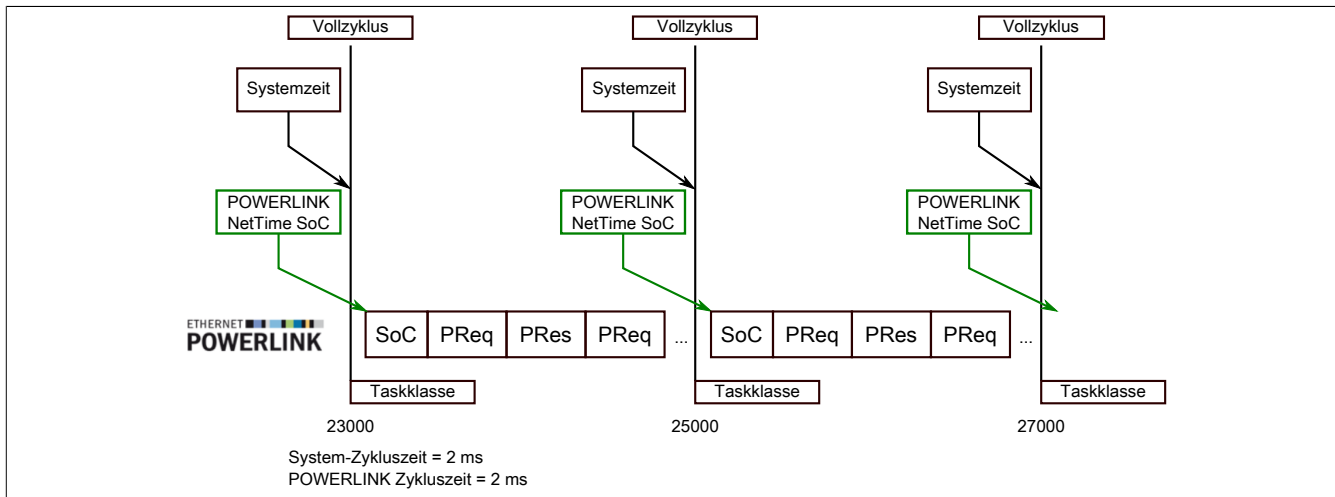 Vollzyklus
Vollzyklus
Vollzyklus
Systemzeit
Systemzeit
Systemzeit
POWERLINK
NetTime SoC
POWERLINK
NetTime SoC
POWERLINK
NetTime SoC
ETHERNET
POWERLINK
SoC PReq PRes PReq ... SoC PReq PRes PReq ...
Taskklasse
Taskklasse
Taskklasse
23000 25000 27000
System-Zykluszeit = 2 ms
POWERLINK Zykluszeit = 2 ms